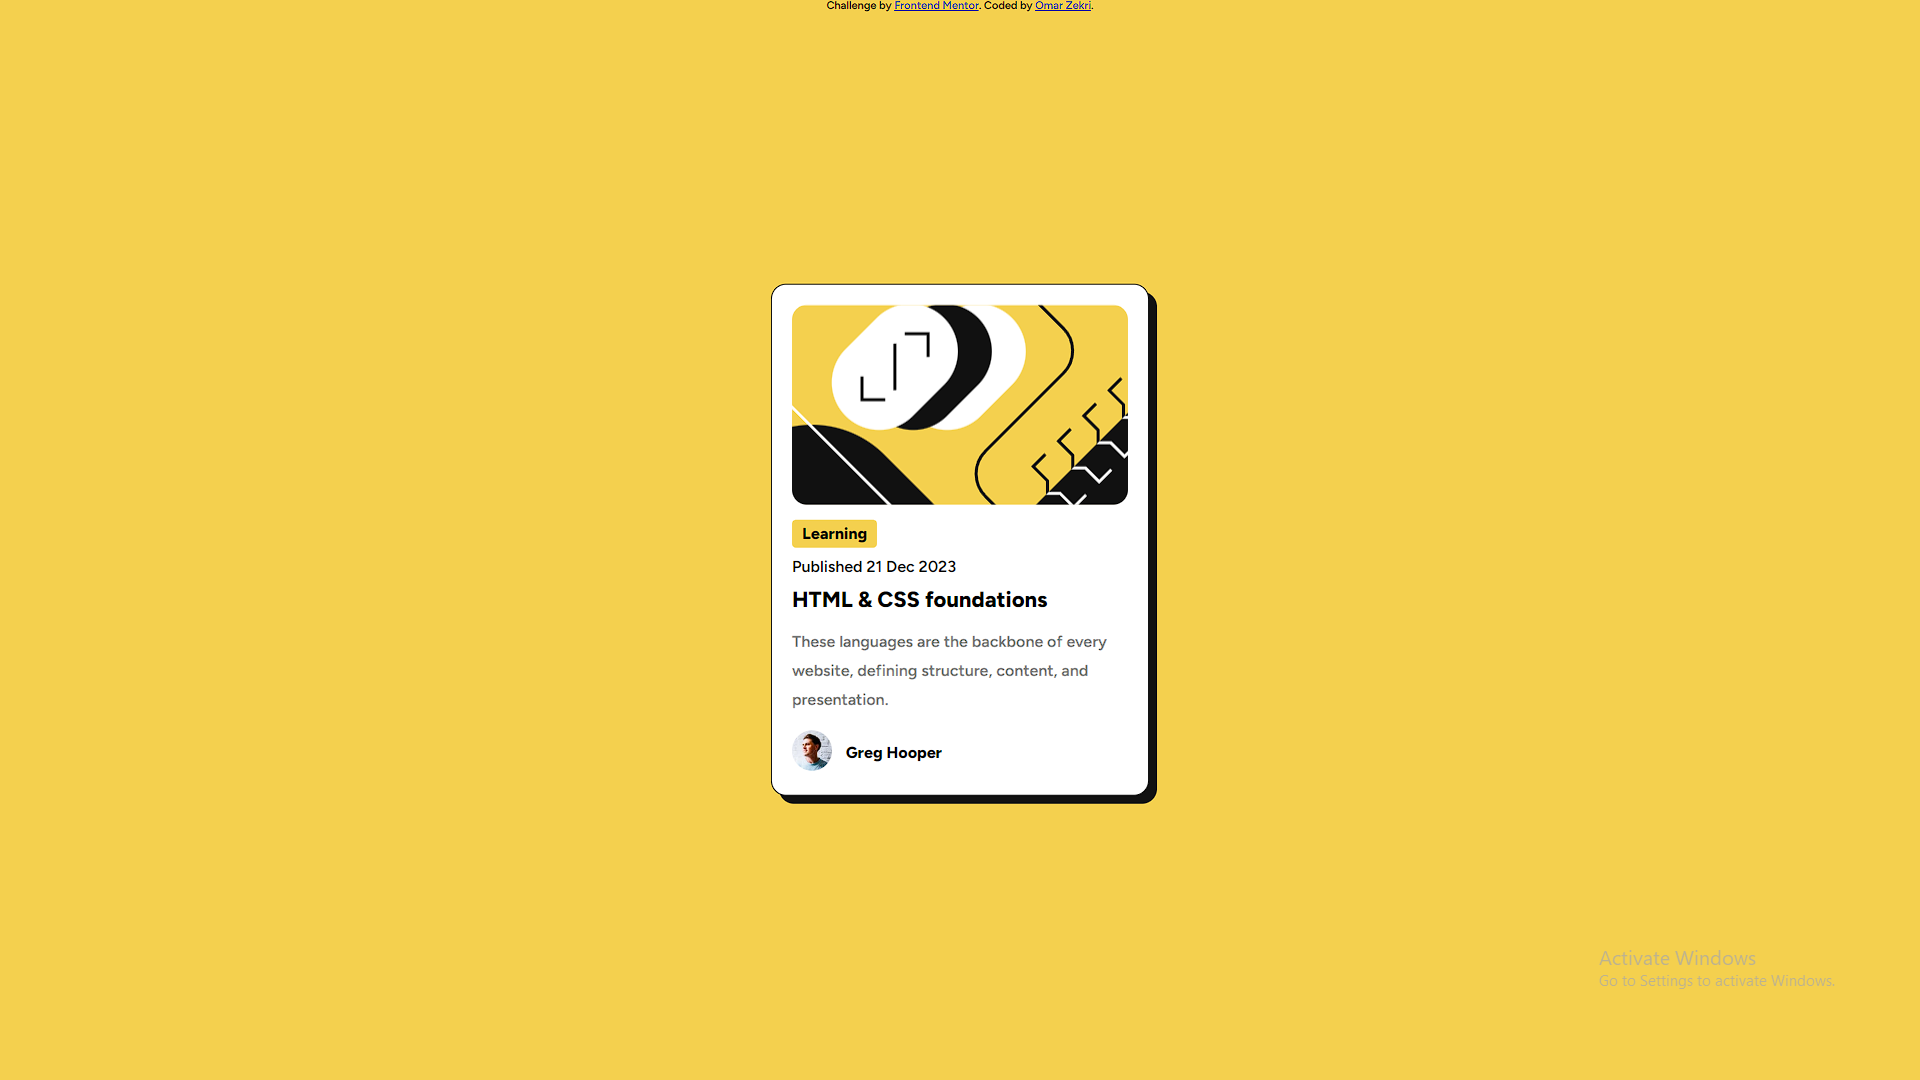 Challenge by Frontend Mentor. Coded by Omar Zekri.
Learning
Published 21 Dec 2023
HTML & CSS foundations
These languages are the backbone of every
website, defining structure, content, and
presentation.
Greg Hooper
Activate Windows
Go to Settings to activate Windows.